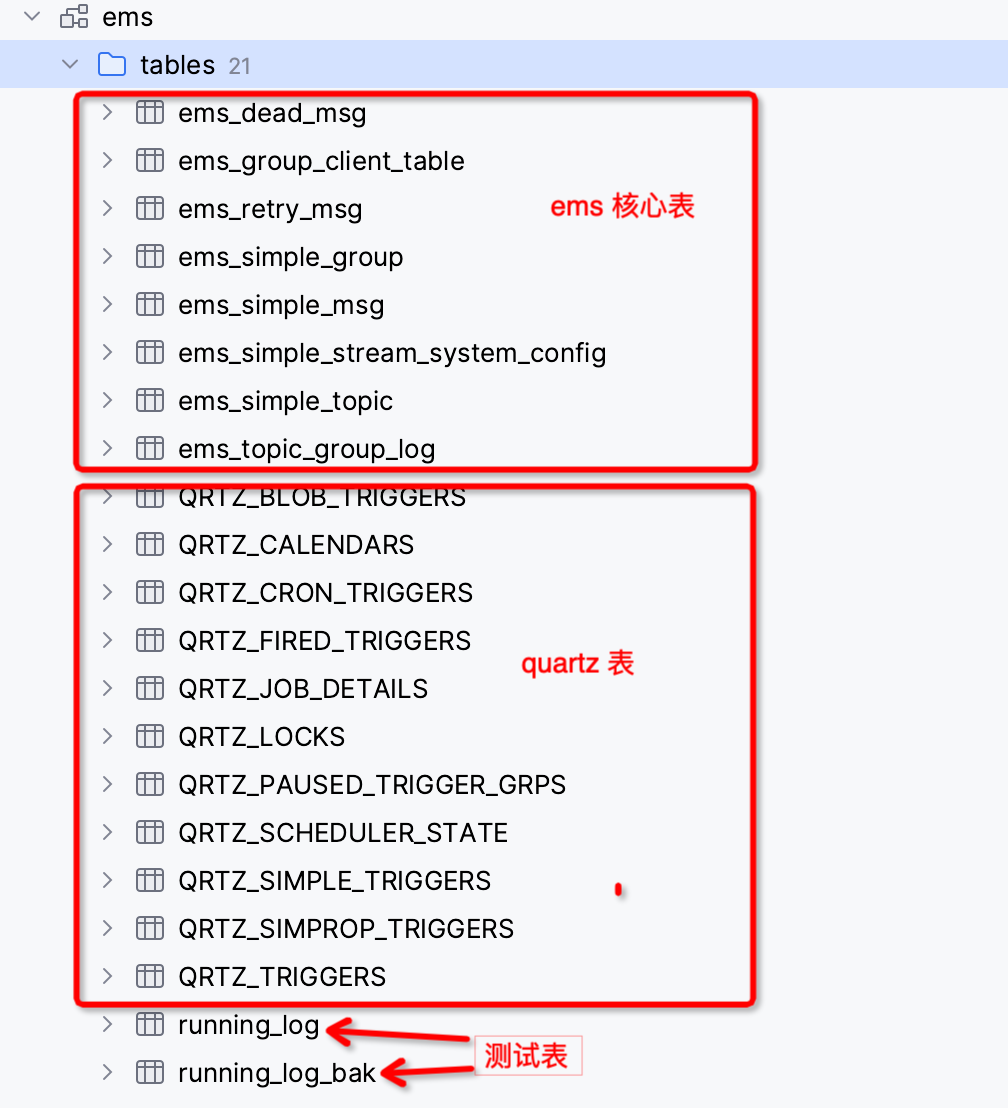 ems
tables 21
ems_dead_msg
ems_group_client_table
ems_retry_msg
ems 核心表
ems_simple_group
ems_simple_msg
ems_simple_stream_system_config
ems_simple_topic
ems_topic_group_log
QRTZ_BLOB_TRIGGERS
QRTZ_CALENDARS
QRTZ_CRON_TRIGGERS
QRTZ_FIRED_TRIGGERS
quartz 表
QRTZ_JOB_DETAILS
QRTZ_LOCKS
QRTZ_PAUSED_TRIGGER_GRPS
QRTZ_SCHEDULER_STATE
QRTZ_SIMPLE_TRIGGERS
QRTZ_SIMPROP_TRIGGERS
QRTZ_TRIGGERS
running_log
测试表
running_log_bak